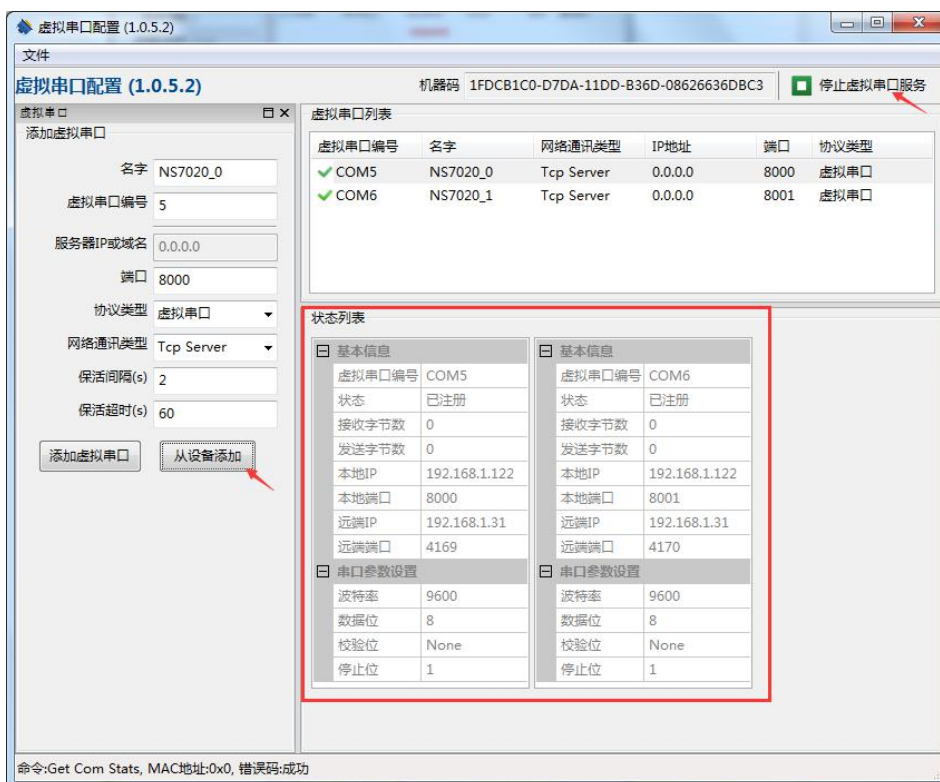 虚拟串口配置 (1.0.5.2)
文件
虚拟串口配置 (1.0.5.2)
机器码 1FDCB1C0-D7DA-11DD-B36D-08626636DBC3 停止虚拟串口服务
虚拟串口
添加虚拟串口
名字 NS7020_0
虚拟串口编号 5
服务器IP或域名 0.0.0.0
端口 8000
协议类型 虚拟串口
网络通讯类型 Tcp Server
保活间隔(s) 2
保活超时(s) 60
添加虚拟串口 从设备添加
虚拟串口列表
虚拟串口编号 名字 网络通讯类型 IP地址 端口 协议类型
COM5 NS7020_0 Tcp Server 0.0.0.0 8000 虚拟串口
COM6 NS7020_1 Tcp Server 0.0.0.0 8001 虚拟串口
状态列表
基本信息
虚拟串口编号 COM5
状态 已注册
接收字节数 0
发送字节数 0
本地IP 192.168.1.122
本地端口 8000
远端IP 192.168.1.31
远端端口 4169
串口参数设置
波特率 9600
数据位 8
校验位 None
停止位 1
基本信息
虚拟串口编号 COM6
状态 已注册
接收字节数 0
发送字节数 0
本地IP 192.168.1.122
本地端口 8001
远端IP 192.168.1.31
远端端口 4170
串口参数设置
波特率 9600
数据位 8
校验位 None
停止位 1
命令:Get Com Stats, MAC地址:0x0, 错误码:成功